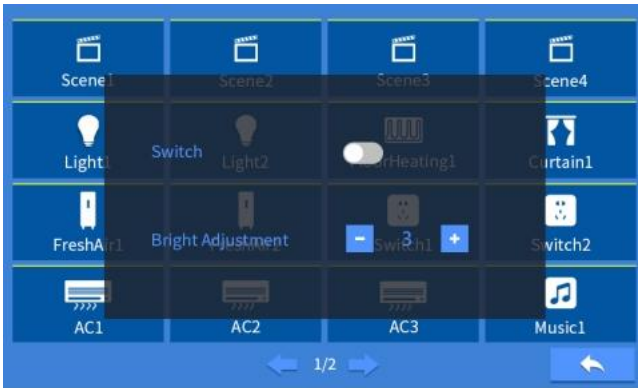 Scene1 Scene2 Scene3 Scene4
Switch
Light1 Light2 FloorHeating1 Curtain1
Bright Adjustment - 3 +
FreshAir1 FreshAir2 Switch1 Switch2
AC1 AC2 AC3 Music1
1/2